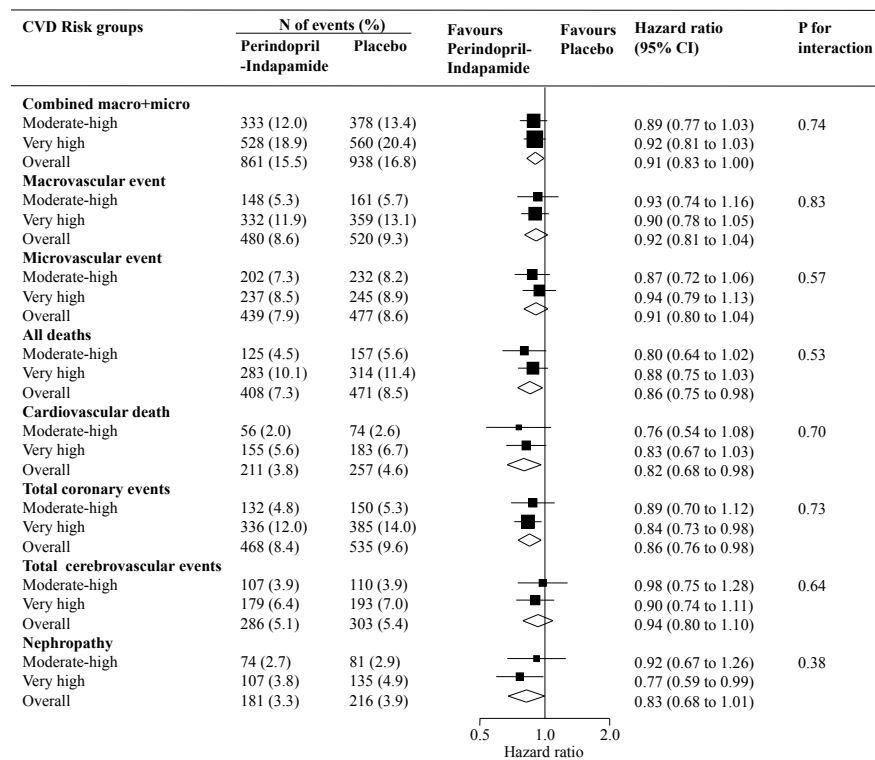 CVD Risk groups N of events (%) Favours Favours Hazard ratio P for
Perindopril Placebo Perindopril- Placebo (95% CI) interaction
-Indapamide Indapamide
Combined macro+micro
Moderate-high 333 (12.0) 378 (13.4) 0.89 (0.77 to 1.03) 0.74
Very high 528 (18.9) 560 (20.4) 0.92 (0.81 to 1.03)
Overall 861 (15.5) 938 (16.8) 0.91 (0.83 to 1.00)
Macrovascular event
Moderate-high 148 (5.3) 161 (5.7) 0.93 (0.74 to 1.16) 0.83
Very high 332 (11.9) 359 (13.1) 0.90 (0.78 to 1.05)
Overall 480 (8.6) 520 (9.3) 0.92 (0.81 to 1.04)
Microvascular event
Moderate-high 202 (7.3) 232 (8.2) 0.87 (0.72 to 1.06) 0.57
Very high 237 (8.5) 245 (8.9) 0.94 (0.79 to 1.13)
Overall 439 (7.9) 477 (8.6) 0.91 (0.80 to 1.04)
All deaths
Moderate-high 125 (4.5) 157 (5.6) 0.80 (0.64 to 1.02) 0.53
Very high 283 (10.1) 314 (11.4) 0.88 (0.75 to 1.03)
Overall 408 (7.3) 471 (8.5) 0.86 (0.75 to 0.98)
Cardiovascular death
Moderate-high 56 (2.0) 74 (2.6) 0.76 (0.54 to 1.08) 0.70
Very high 155 (5.6) 183 (6.7) 0.83 (0.67 to 1.03)
Overall 211 (3.8) 257 (4.6) 0.82 (0.68 to 0.98)
Total coronary events
Moderate-high 132 (4.8) 150 (5.3) 0.89 (0.70 to 1.12) 0.73
Very high 336 (12.0) 385 (14.0) 0.84 (0.73 to 0.98)
Overall 468 (8.4) 535 (9.6) 0.86 (0.76 to 0.98)
Total cerebrovascular events
Moderate-high 107 (3.9) 110 (3.9) 0.98 (0.75 to 1.28) 0.64
Very high 179 (6.4) 193 (7.0) 0.90 (0.74 to 1.11)
Overall 286 (5.1) 303 (5.4) 0.94 (0.80 to 1.10)
Nephropathy
Moderate-high 74 (2.7) 81 (2.9) 0.92 (0.67 to 1.26) 0.38
Very high 107 (3.8) 135 (4.9) 0.77 (0.59 to 0.99)
Overall 181 (3.3) 216 (3.9) 0.83 (0.68 to 1.01)
0.5 1.0 2.0
Hazard ratio